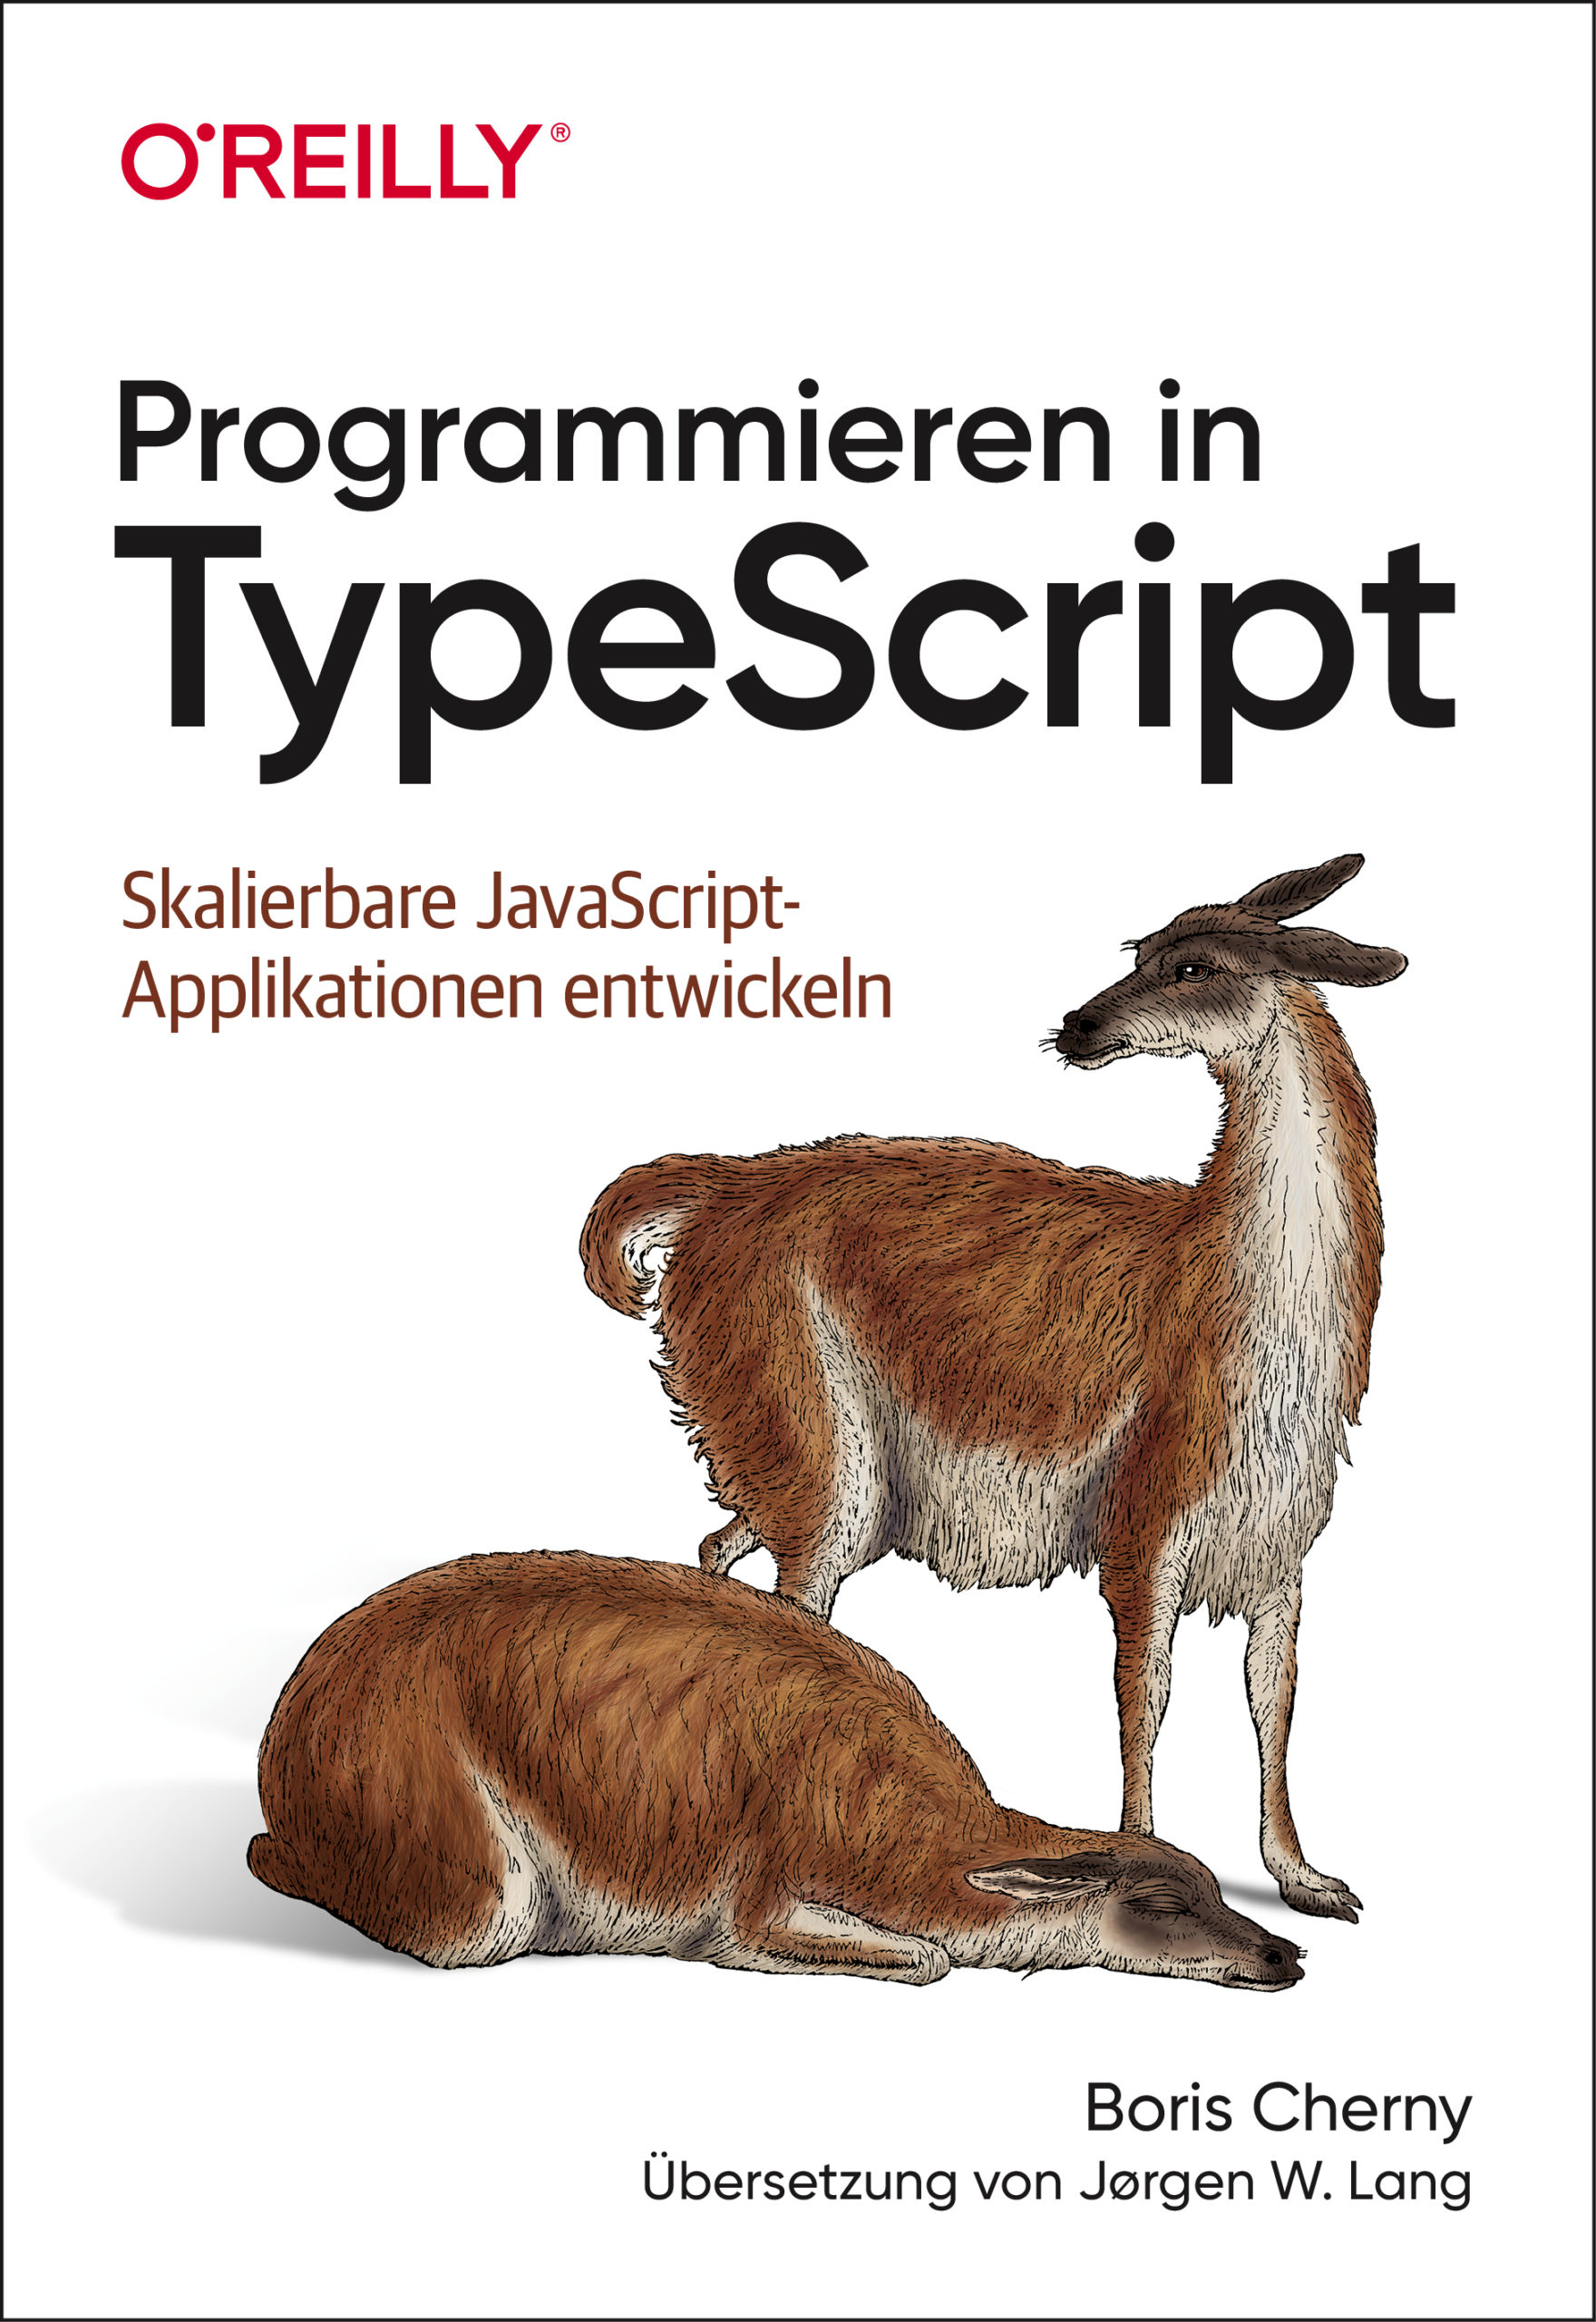 O'REILLY®
Programmieren in
TypeScript
Skalierbare JavaScript-
Applikationen entwickeln
Boris Cherny
Übersetzung von Jørgen W. Lang